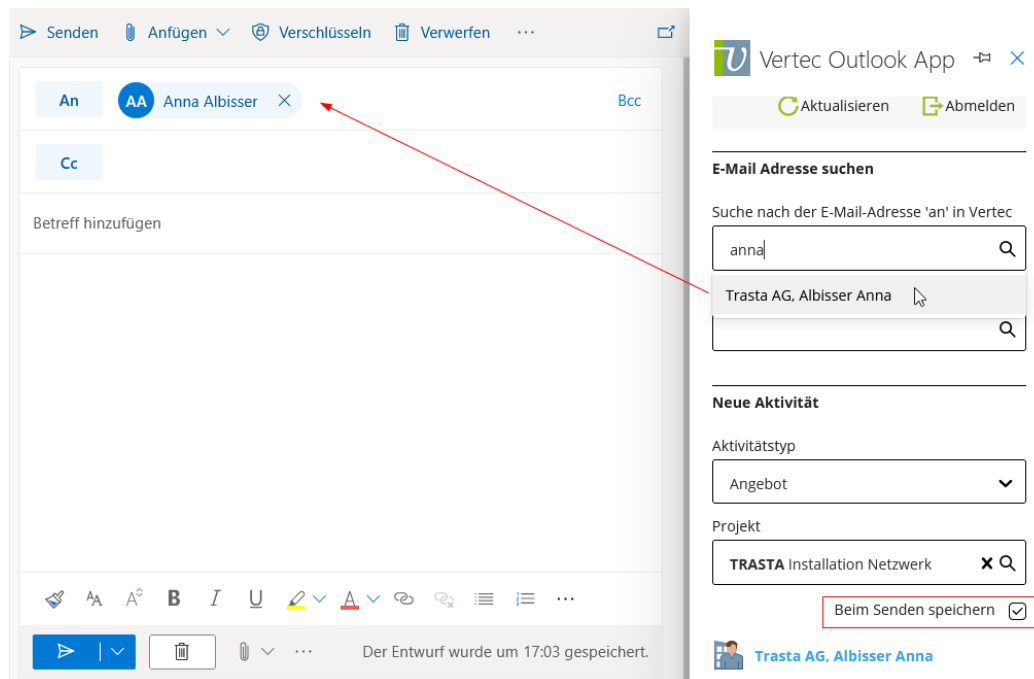 Senden Anfügen Verschlüsseln Verwerfen ...
An AA Anna Albisser Bcc
Cc
Betreff hinzufügen
B I U A ...
... Der Entwurf wurde um 17:03 gespeichert.
Vertec Outlook App
Aktualisieren Abmelden
E-Mail Adresse suchen
Suche nach der E-Mail-Adresse 'an' in Vertec
anna
Trasta AG, Albisser Anna
Neue Aktivität
Aktivitätstyp
Angebot
Projekt
TRASTA Installation Netzwerk
Beim Senden speichern
Trasta AG, Albisser Anna